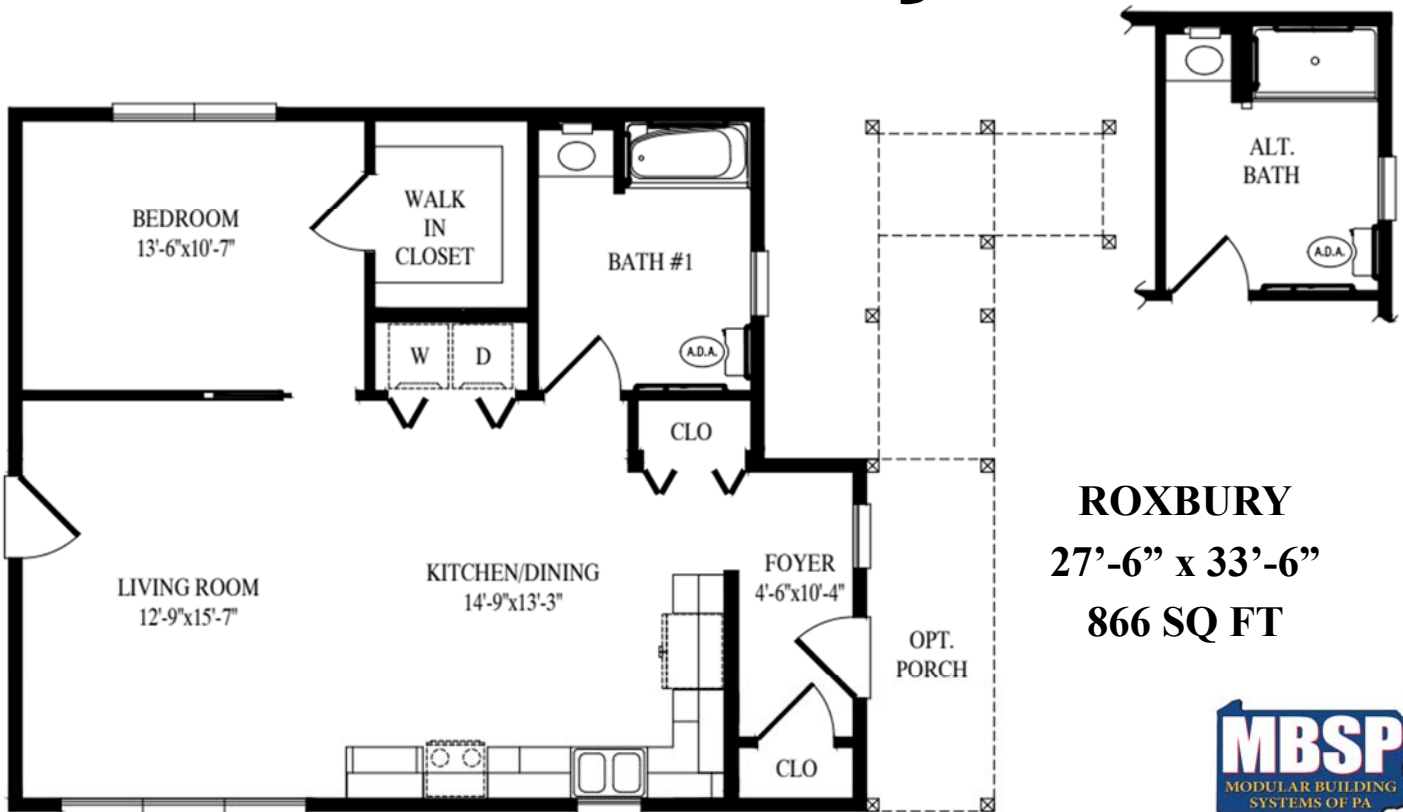 BEDROOM
13'-6"x10'-7"
WALK
IN
CLOSET
BATH #1
A.D.A.
W
D
CLO
LIVING ROOM
12'-9"x15'-7"
KITCHEN/DINING
14'-9"x13'-3"
FOYER
4'-6"x10'-4"
CLO
OPT.
PORCH
ALT.
BATH
A.D.A.
ROXBURY
27’-6” x 33’-6”
866 SQ FT
MBSP
MODULAR BUILDING
SYSTEMS OF PA